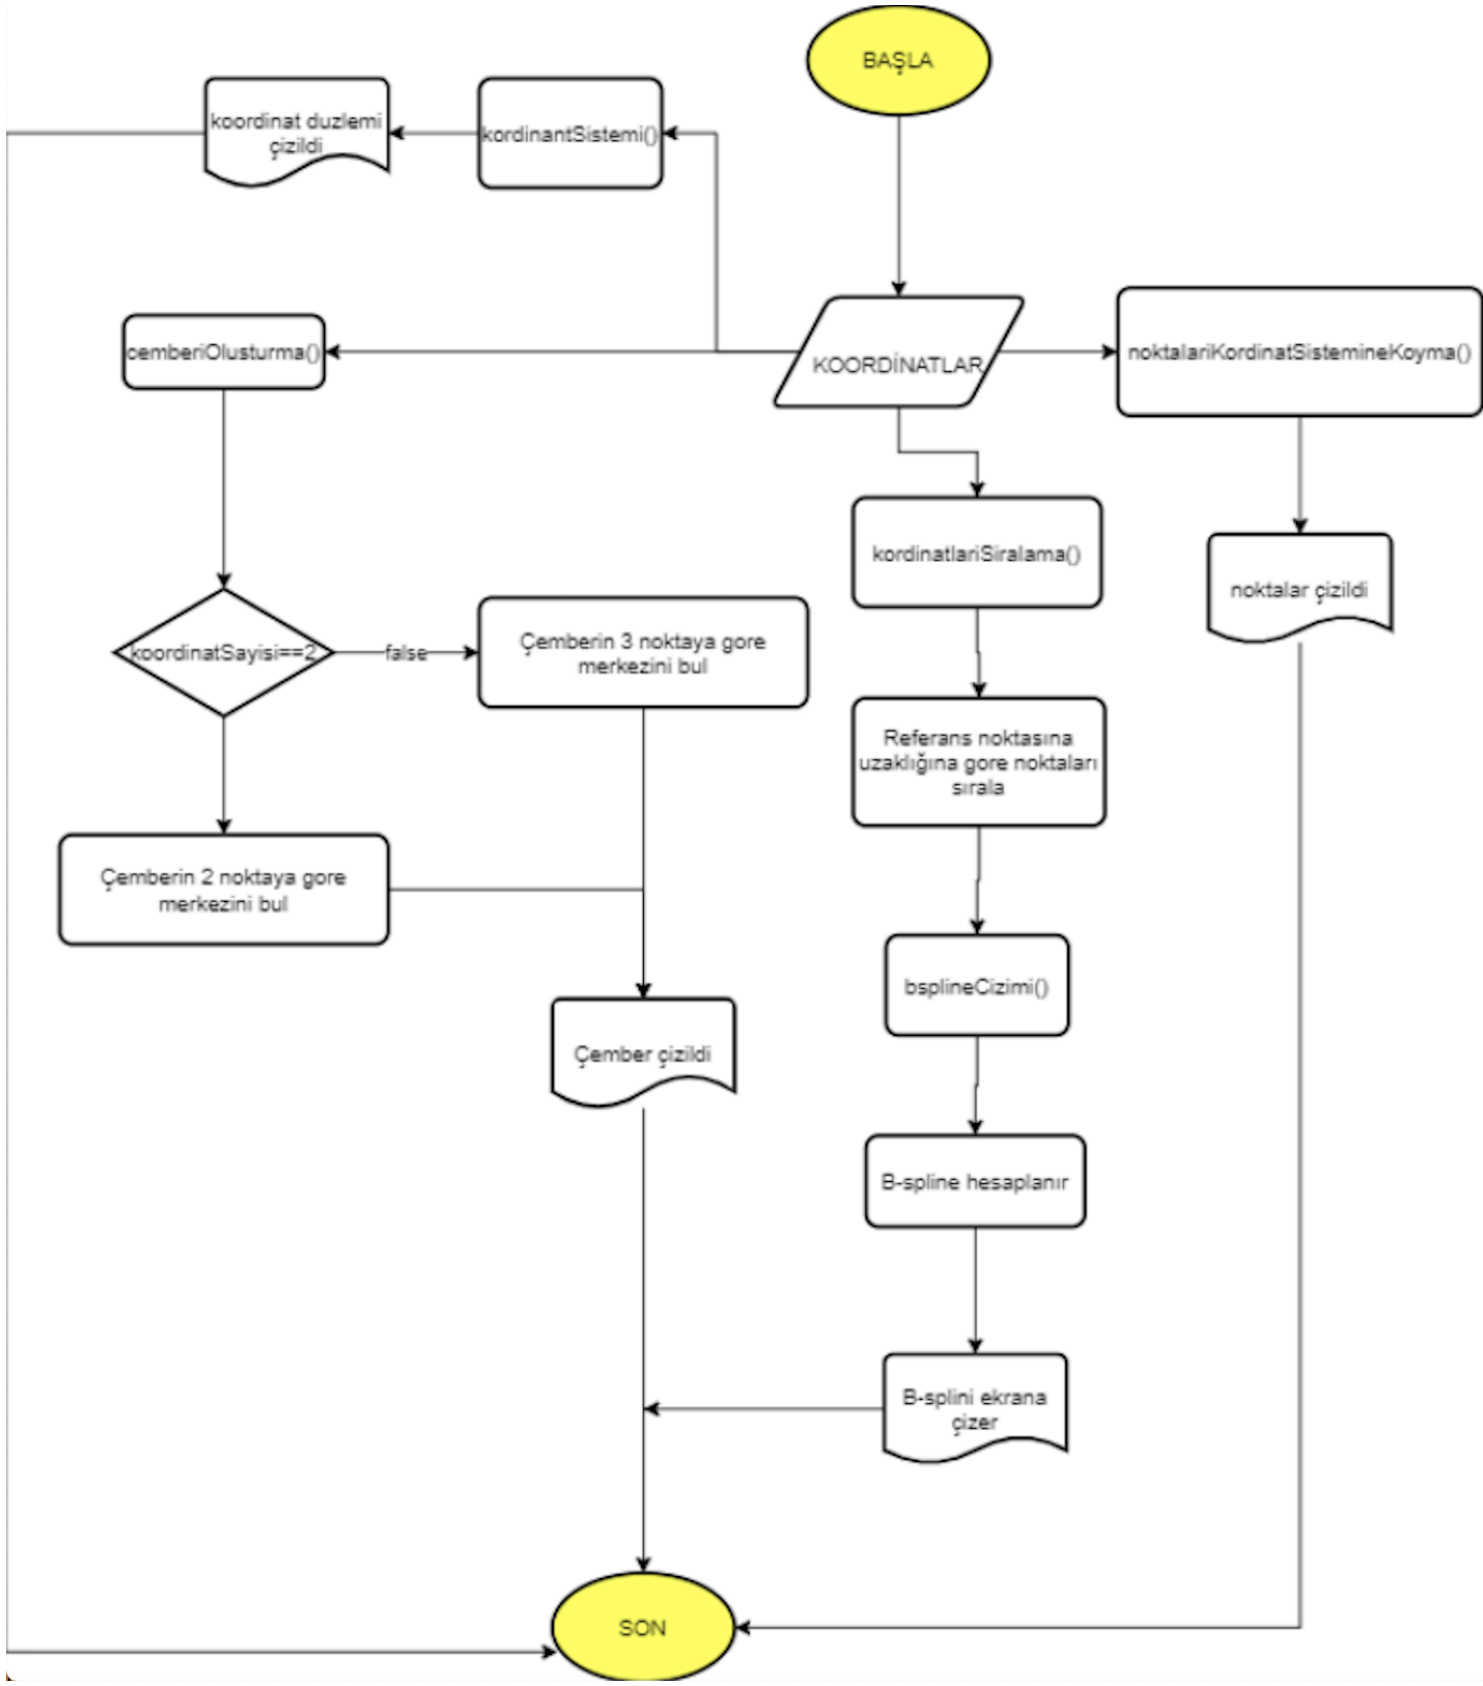 BAŞLA
koordinat duzlemi
çizildi
kordinantSistemi()
cemberiOlusturma()
KOORDİNATLAR
noktalariKordinatSistemineKoyma()
kordinatlariSiralama()
noktalar çizildi
koordinatSayisi==2
false
Çemberin 3 noktaya gore
merkezini bul
Referans noktasına
uzaklığına gore noktaları
sırala
Çemberin 2 noktaya gore
merkezini bul
bsplineCizimi()
Çember çizildi
B-spline hesaplanır
B-splini ekrana
çizer
SON